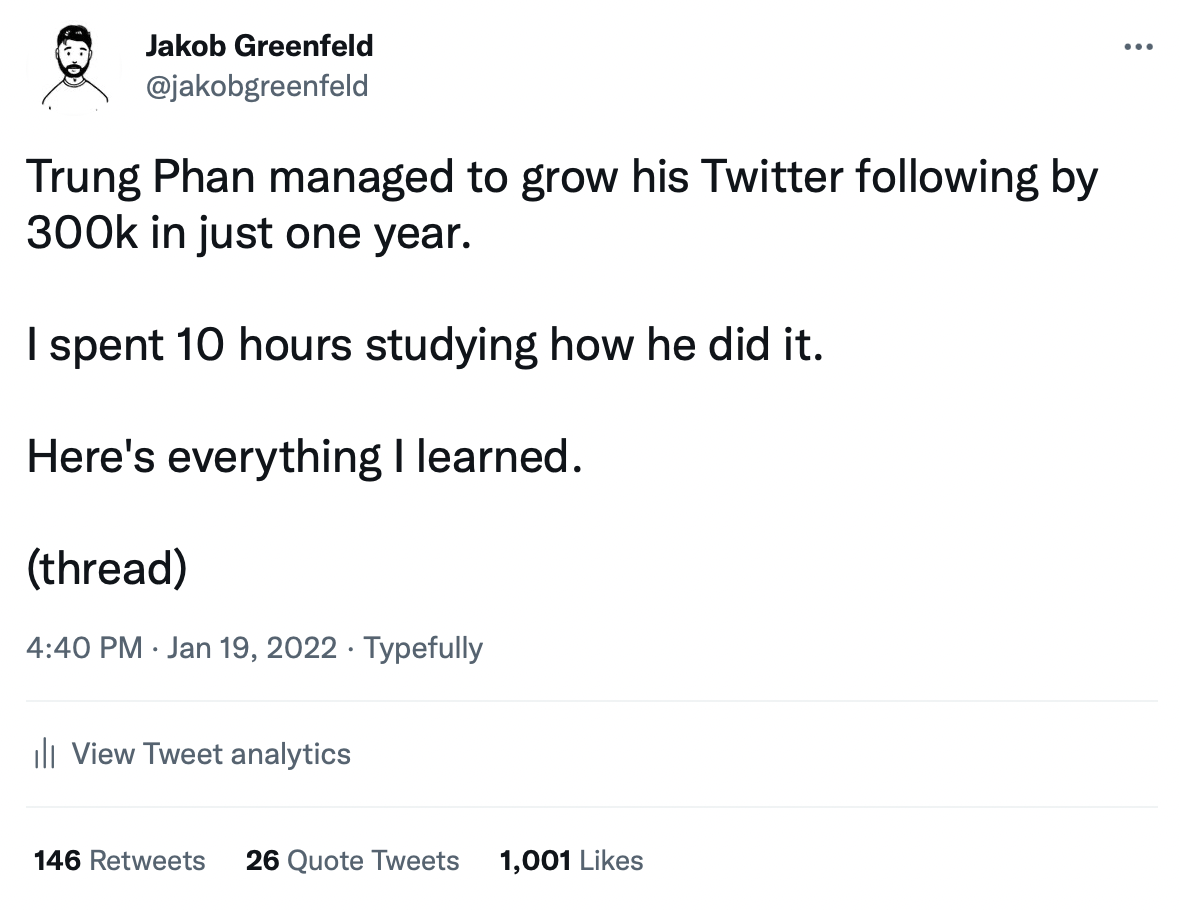 Jakob Greenfeld
@jakobgreenfeld
Trung Phan managed to grow his Twitter following by
300k in just one year.
I spent 10 hours studying how he did it.
Here's everything I learned.
(thread)
4:40 PM · Jan 19, 2022 · Typefully
View Tweet analytics
146 Retweets 26 Quote Tweets 1,001 Likes